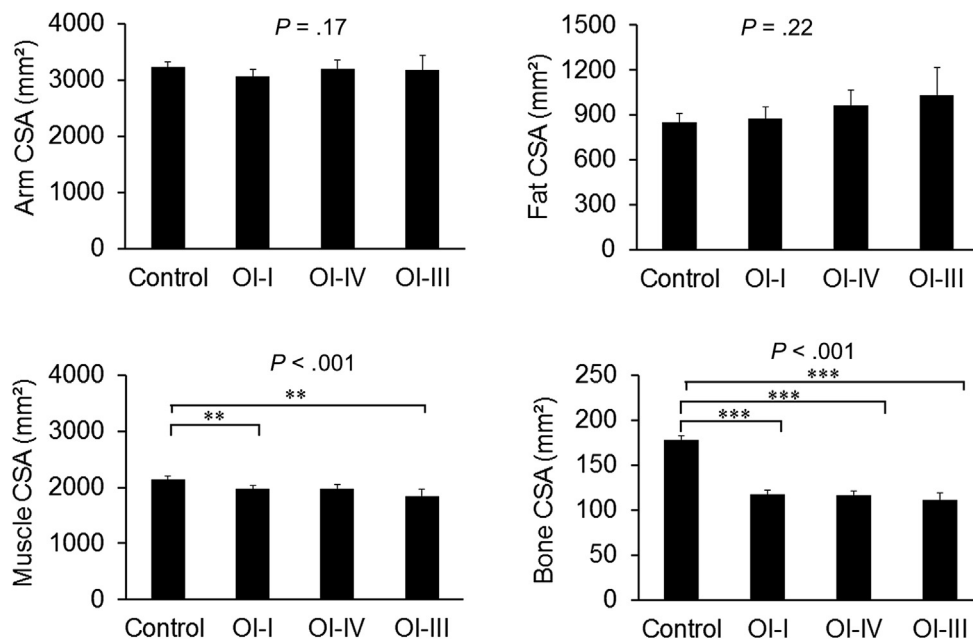 P = .17
Arm CSA (mm²)
4000
3000
2000
1000
0
Control OI-I OI-IV OI-III
P = .22
Fat CSA (mm²)
1500
1200
900
600
300
0
Control OI-I OI-IV OI-III
P < .001
Muscle CSA (mm²)
4000
3000
2000
1000
0
**
**
Control OI-I OI-IV OI-III
P < .001
Bone CSA (mm²)
250
200
150
100
50
0
***
***
***
Control OI-I OI-IV OI-III